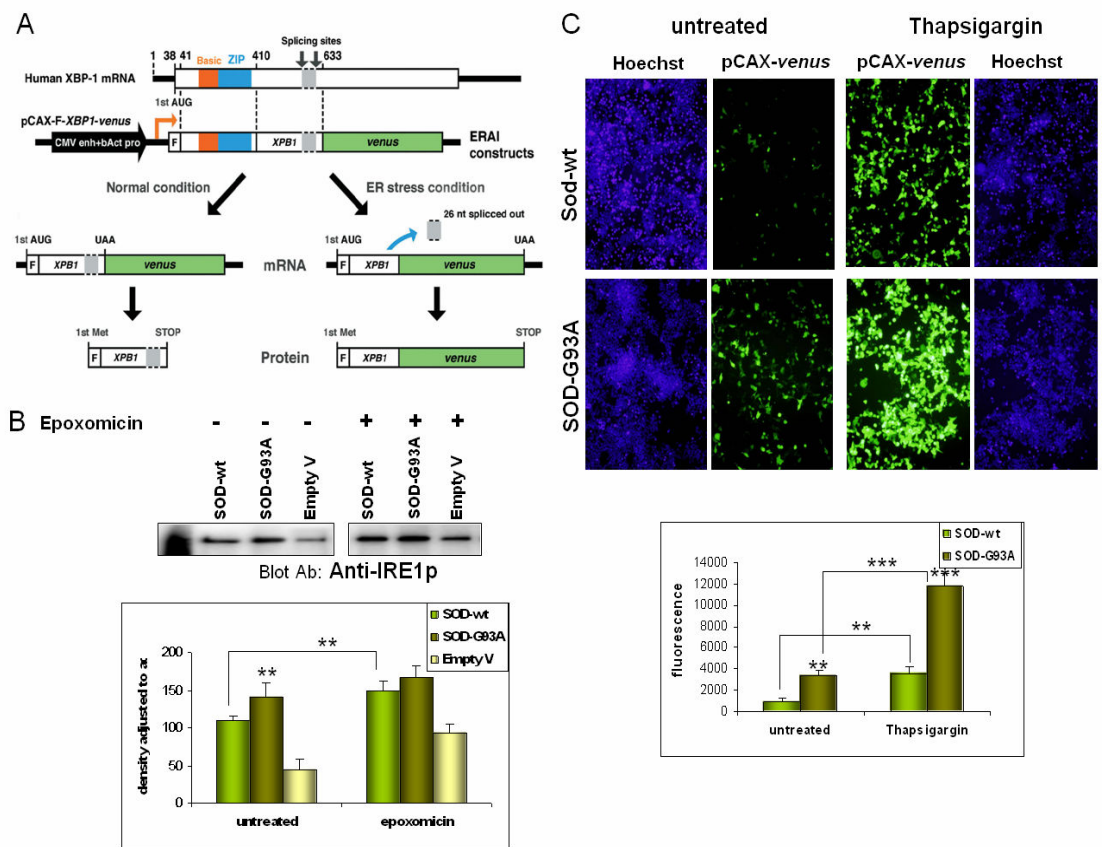 A
Splicing sites
1 38 41 410 633
Basic ZIP
Human XBP-1 mRNA
1st AUG
pCAX-F-XBP1-venus
CMV enh+bAct pro F XPB1 venus ERAI constructs
Normal condition ER stress condition
26 nt splicced out
1st AUG UAA 1st AUG UAA
F XPB1 venus mRNA F XPB1 venus
1st Met STOP 1st Met STOP
F XPB1 Protein F XPB1 venus
B Epoxomicin - - - + + +
SOD-wt SOD-G93A Empty V SOD-wt SOD-G93A Empty V
Blot Ab: Anti-IRE1p
SOD-wt
SOD-G93A
Empty V
density adjusted to ac
200
150
100
50
0
** **
untreated epoxomicin
C
untreated Thapsigargin
Hoechst pCAX-venus pCAX-venus Hoechst
Sod-wt
SOD-G93A
SOD-wt
SOD-G93A
fluorescence
14000
12000
10000
8000
6000
4000
2000
0
*** ***
**
**
untreated Thapsigargin